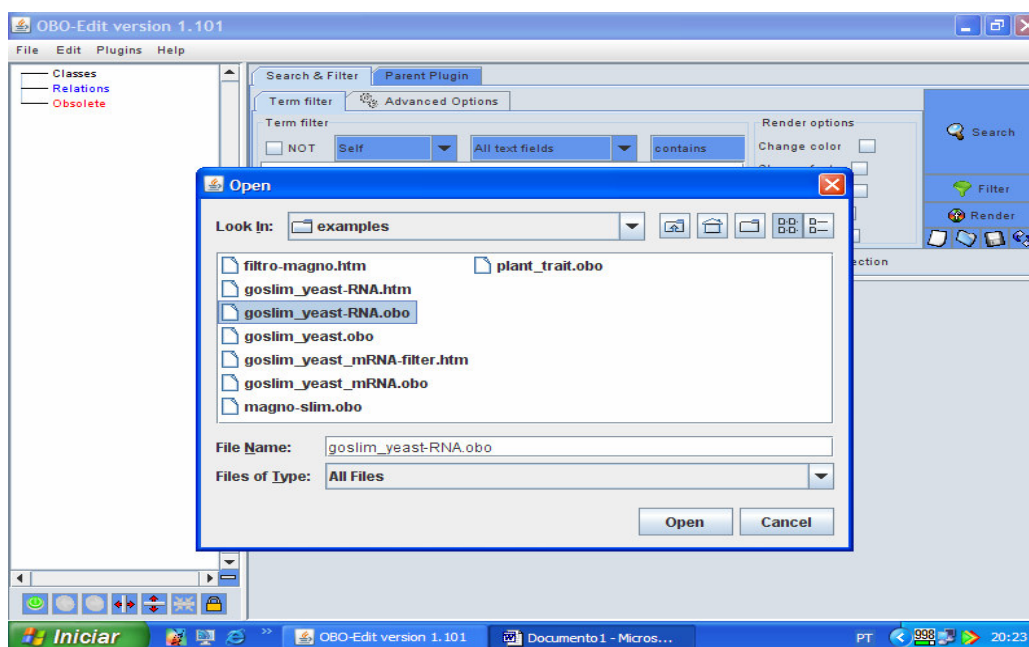 OBO-Edit version 1.101
File Edit Plugins Help
Classes
Relations
Obsolete
Search & Filter Parent Plugin
Term filter Advanced Options
Term filter
NOT Self All text fields contains
Render options
Change color
Search
Filter
Render
Open
Look In: examples
filtro-magno.htm
goslim_yeast-RNA.htm
goslim_yeast-RNA.obo
goslim_yeast.obo
goslim_yeast_mRNA-filter.htm
goslim_yeast_mRNA.obo
magno-slim.obo
plant_trait.obo
File Name: goslim_yeast-RNA.obo
Files of Type: All Files
Open Cancel
Iniciar » OBO-Edit version 1.101 Documento1 - Micros... PT 998 20:23